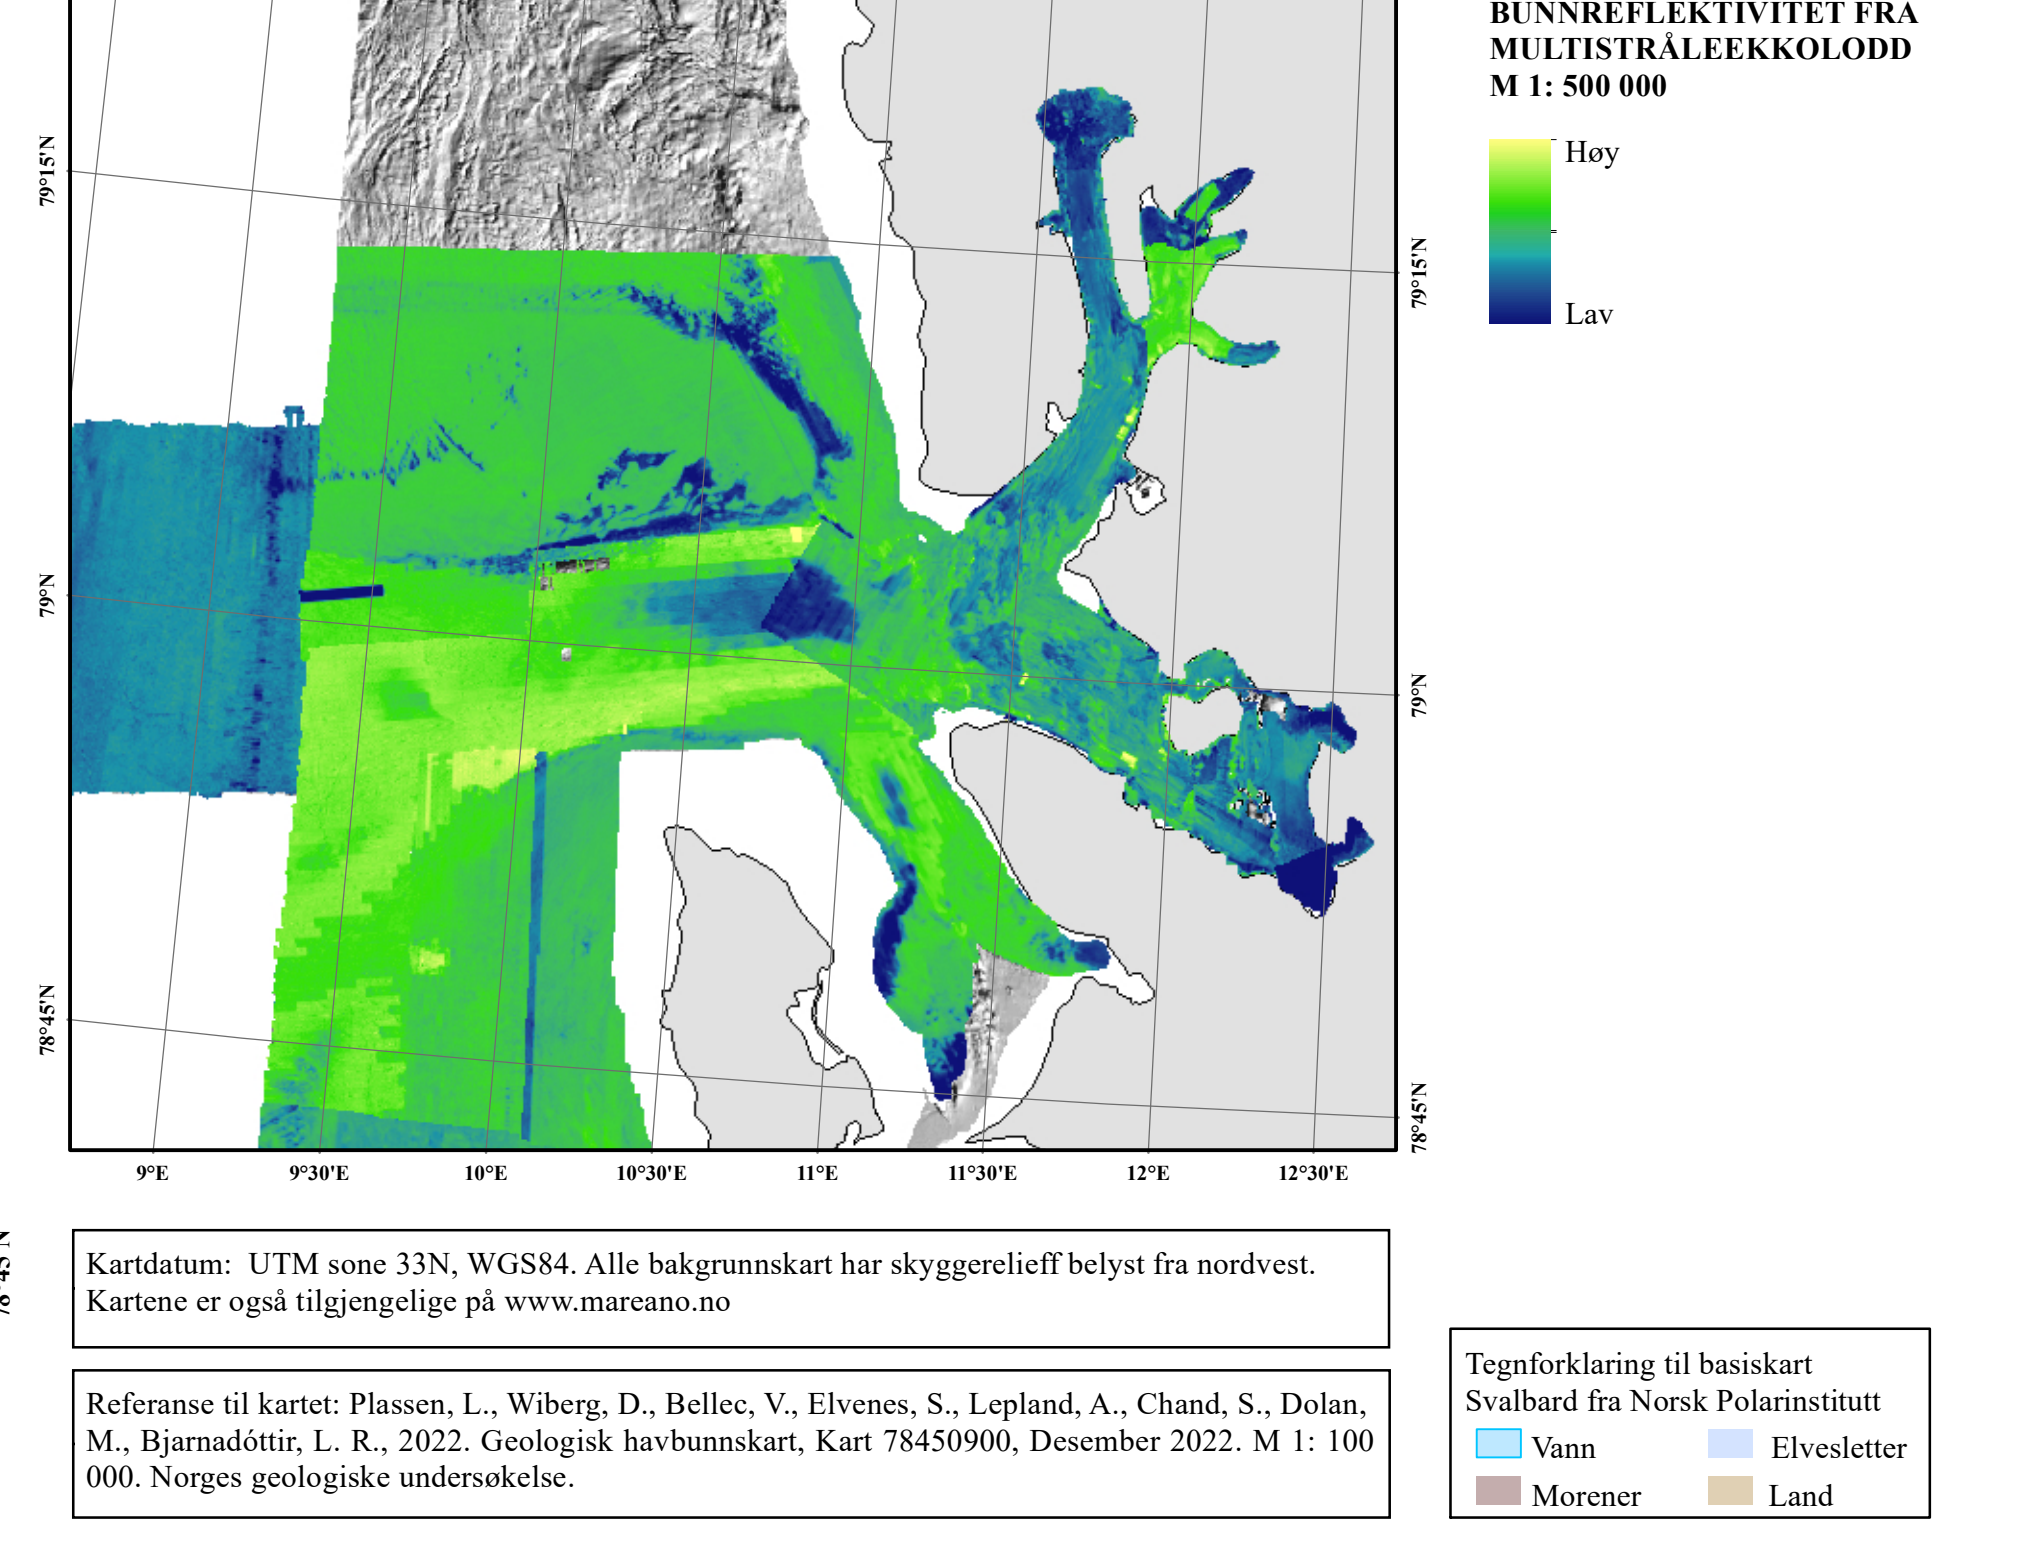 BUNNREFLEKTIVITET FRA
MULTISTRÅLEEKKOLODD
M 1: 500 000
Høy
Lav
79°15'N
79°N
78°45'N
79°15'N
79°N
78°45'N
9°E
9°30'E
10°E
10°30'E
11°E
11°30'E
12°E
12°30'E
78°45'N
Kartdatum:  UTM sone 33N, WGS84. Alle bakgrunnskart har skyggerelieff belyst fra nordvest.
Kartene er også tilgjengelige på www.mareano.no
Referanse til kartet: Plassen, L., Wiberg, D., Bellec, V., Elvenes, S., Lepland, A., Chand, S., Dolan,
M., Bjarnadóttir, L. R., 2022. Geologisk havbunnskart, Kart 78450900, Desember 2022. M 1: 100
000. Norges geologiske undersøkelse.
Tegnforklaring til basiskart
Svalbard fra Norsk Polarinstitutt
Vann
Elvesletter
Morener
Land